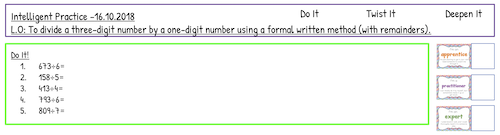 Intelligent Practice -16.10.2018 Do It Twist It Deepen It
L.O: To divide a three-digit number by a one-digit number using a formal written method (with remainders).
Do It!
1. 673÷6=
2. 158÷5=
3. 413÷4=
4. 793÷6=
5. 809÷7=
apprentice
practitioner
expert